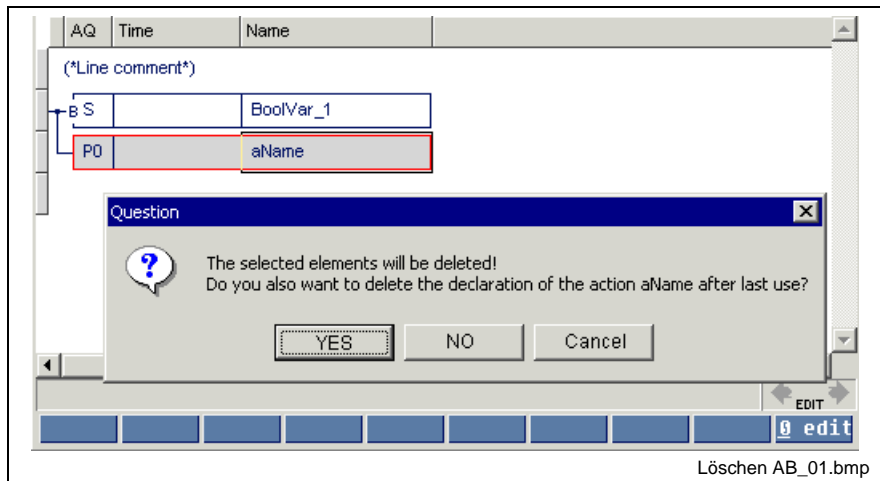 AQ Time Name
(*Line comment*)
B S BoolVar_1
P0 aName
Question
The selected elements will be deleted!
Do you also want to delete the declaration of the action aName after last use?
YES NO Cancel
EDIT
0 edit
Löschen AB_01.bmp